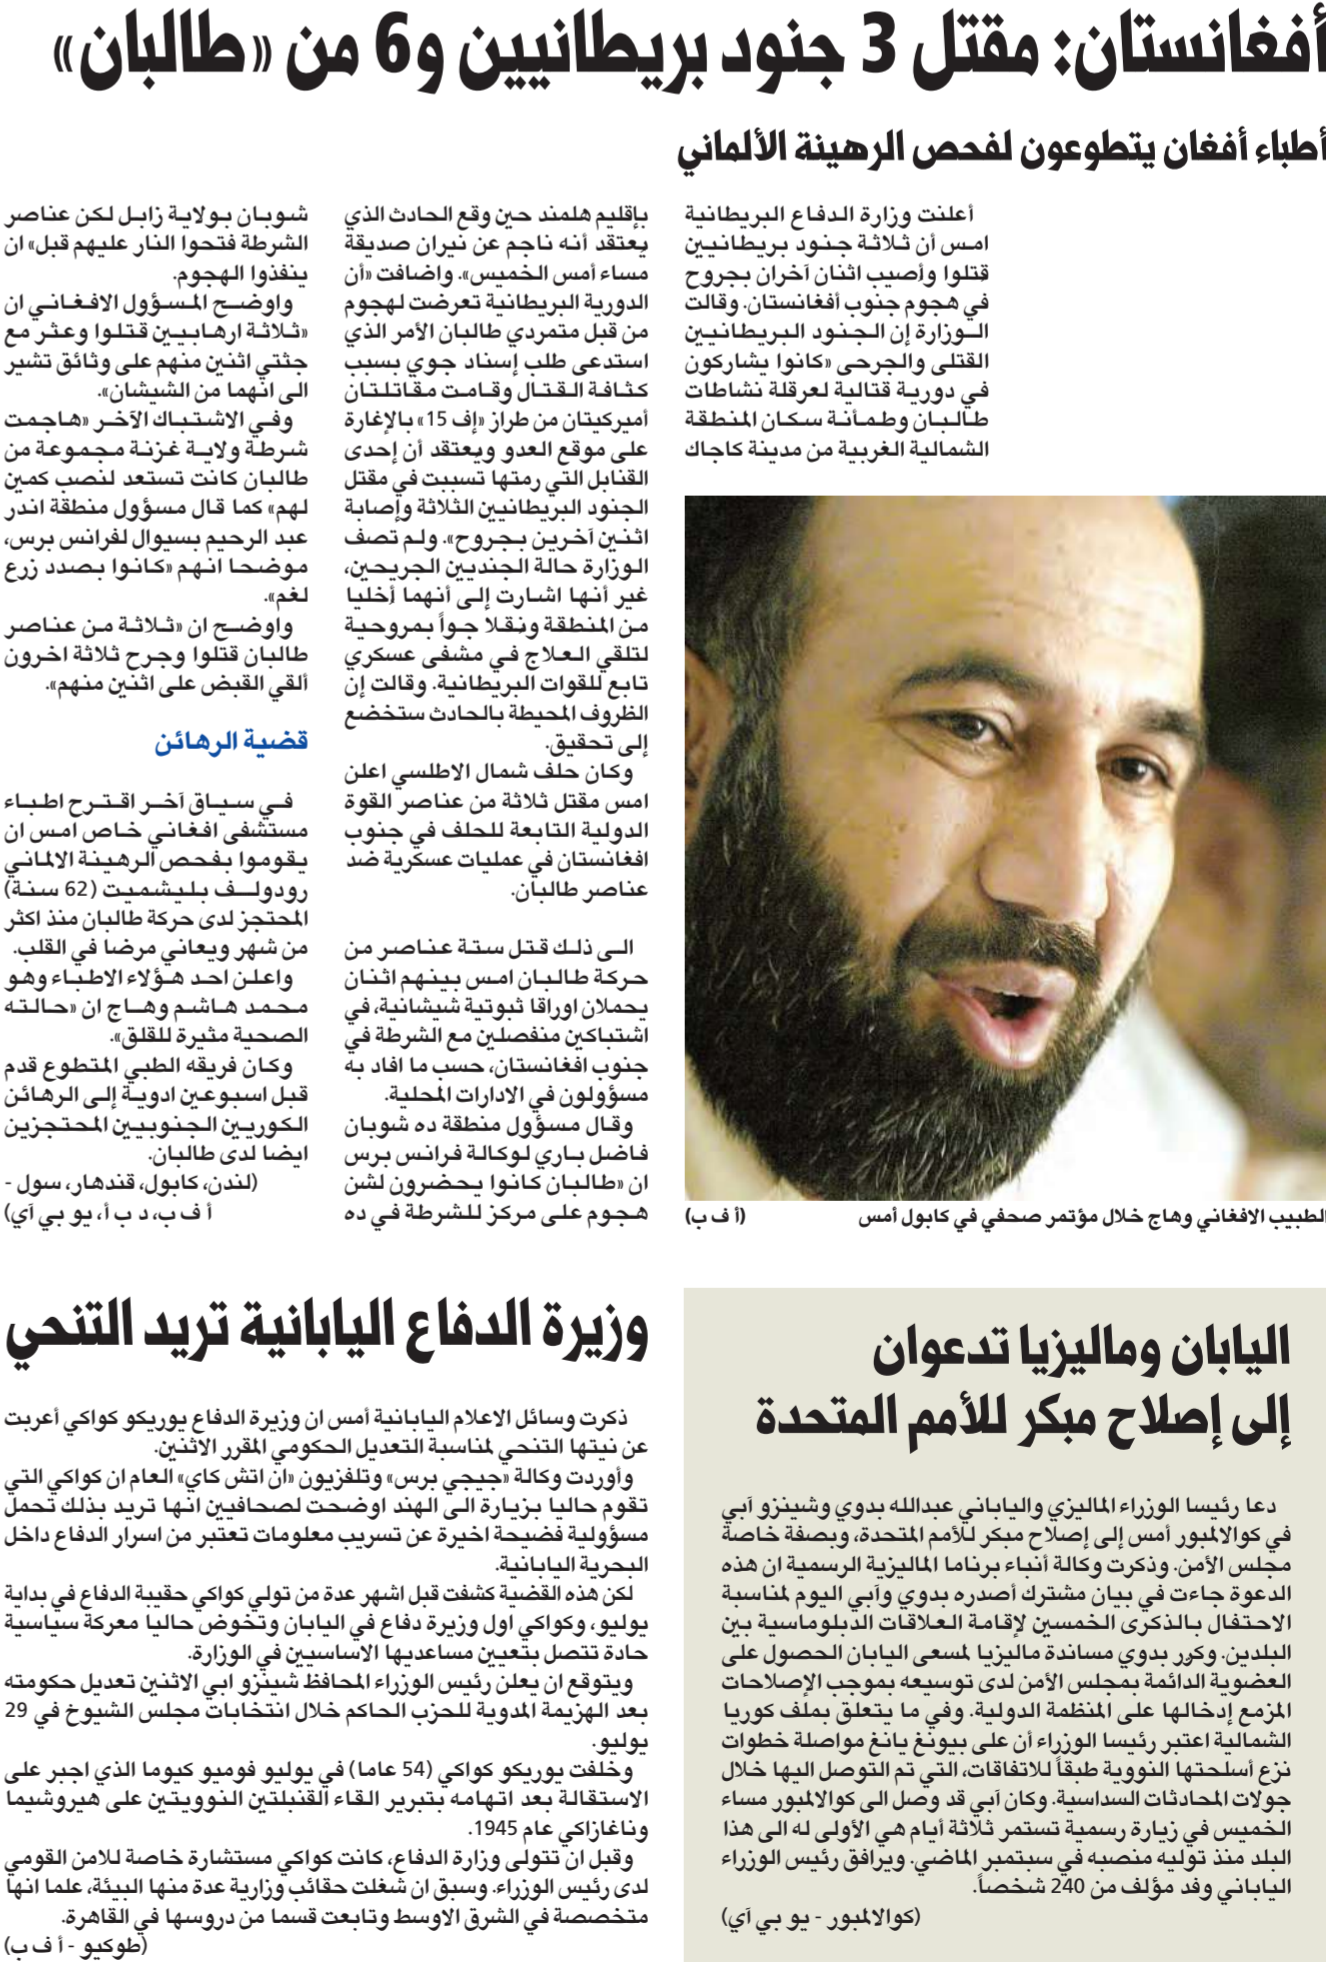 أفغانستان: مقتل 3 جنود بريطانيين و6 من «طالبان»
أطباء أفغان يتطوعون لفحص الرهينة الألماني
أعلنت وزارة الدفاع البريطانية
امس أن ثلاثة جنود بريطانيين
قتلوا وأصيب اثنان آخران بجروح
في هجوم جنوب أفغانستان. وقالت
الوزارة إن الجنود البريطانيين
القتلى والجرحى «كانوا يشاركون
في دورية قتالية لعرقلة نشاطات
طالبان وطمأنة سكان المنطقة
الشمالية الغربية من مدينة كاجاك
بإقليم هلمند حين وقع الحادث الذي
يعتقد أنه ناجم عن نيران صديقة
مساء أمس الخميس». واضافت «أن
الدورية البريطانية تعرضت لهجوم
من قبل متمردي طالبان الأمر الذي
استدعى طلب إسناد جوي بسبب
كثافة القتال وقامت مقاتلتان
أميركيتان من طراز «إف 15» بالإغارة
على موقع العدو ويعتقد أن إحدى
القنابل التي رمتها تسببت في مقتل
الجنود البريطانيين الثلاثة وإصابة
اثنين آخرين بجروح». ولم تصف
الوزارة حالة الجنديين الجريحين،
غير أنها اشارت إلى أنهما أخليا
من المنطقة ونقلا جواً بمروحية
لتلقي العلاج في مشفى عسكري
تابع للقوات البريطانية. وقالت إن
الظروف المحيطة بالحادث ستخضع
إلى تحقيق.
وكان حلف شمال الاطلسي اعلن
امس مقتل ثلاثة من عناصر القوة
الدولية التابعة للحلف في جنوب
افغانستان في عمليات عسكرية ضد
عناصر طالبان.
الى ذلك قتل ستة عناصر من
حركة طالبان امس بينهم اثنان
يحملان اوراقا ثبوتية شيشانية، في
اشتباكين منفصلين مع الشرطة في
جنوب افغانستان، حسب ما افاد به
مسؤولون في الادارات المحلية.
وقال مسؤول منطقة ده شوبان
فاضل باري لوكالة فرانس برس
ان «طالبان كانوا يحضرون لشن
هجوم على مركز للشرطة في ده
شوبان بولاية زابل لكن عناصر
الشرطة فتحوا النار عليهم قبل» ان
ينفذوا الهجوم.
واوضح المسؤول الافغاني ان
«ثلاثة ارهابيين قتلوا وعثر مع
جثتي اثنين منهم على وثائق تشير
الى انهما من الشيشان».
وفي الاشتباك الآخر «هاجمت
شرطة ولاية غزنة مجموعة من
طالبان كانت تستعد لنصب كمين
لهم» كما قال مسؤول منطقة اندر
عبد الرحيم بسيوال لفرانس برس،
موضحا انهم «كانوا بصدد زرع
لغم».
واوضح ان «ثلاثة من عناصر
طالبان قتلوا وجرح ثلاثة اخرون
ألقي القبض على اثنين منهم».
قضية الرهائن
في سياق آخر اقترح اطباء
مستشفى افغاني خاص امس ان
يقوموا بفحص الرهينة الالماني
رودولف بليشميت (62 سنة)
المحتجز لدى حركة طالبان منذ اكثر
من شهر ويعاني مرضا في القلب.
واعلن احد هؤلاء الاطباء وهو
محمد هاشم وهاج ان «حالته
الصحية مثيرة للقلق».
وكان فريقه الطبي المتطوع قدم
قبل اسبوعين ادوية إلى الرهائن
الكوريين الجنوبيين المحتجزين
ايضا لدى طالبان.
(لندن، كابول، قندهار، سول -
أ ف ب، د ب أ، يو بي آي)
الطبيب الافغاني وهاج خلال مؤتمر صحفي في كابول أمس (أ ف ب)
اليابان وماليزيا تدعوان
إلى إصلاح مبكر للأمم المتحدة
دعا رئيسا الوزراء الماليزي والياباني عبدالله بدوي وشينزو آبي
في كوالالمبور أمس إلى إصلاح مبكر للأمم المتحدة، وبصفة خاصة
مجلس الأمن. وذكرت وكالة أنباء برناما الماليزية الرسمية ان هذه
الدعوة جاءت في بيان مشترك أصدره بدوي وآبي اليوم لمناسبة
الاحتفال بالذكرى الخمسين لإقامة العلاقات الدبلوماسية بين
البلدين. وكرر بدوي مساندة ماليزيا لمسعى اليابان الحصول على
العضوية الدائمة بمجلس الأمن لدى توسيعه بموجب الإصلاحات
المزمع إدخالها على المنظمة الدولية. وفي ما يتعلق بملف كوريا
الشمالية اعتبر رئيسا الوزراء أن على بيونغ يانغ مواصلة خطوات
نزع أسلحتها النووية طبقاً للاتفاقات، التي تم التوصل اليها خلال
جولات المحادثات السداسية. وكان آبي قد وصل الى كوالالمبور مساء
الخميس في زيارة رسمية تستمر ثلاثة أيام هي الأولى له الى هذا
البلد منذ توليه منصبه في سبتمبر الماضي. ويرافق رئيس الوزراء
الياباني وفد مؤلف من 240 شخصاً.
(كوالالمبور - يو بي آي)
وزيرة الدفاع اليابانية تريد التنحي
ذكرت وسائل الاعلام اليابانية أمس ان وزيرة الدفاع يوريكو كواكي أعربت
عن نيتها التنحي لمناسبة التعديل الحكومي المقرر الاثنين.
وأوردت وكالة «جيجي برس» وتلفزيون «ان اتش كاي» العام ان كواكي التي
تقوم حاليا بزيارة الى الهند اوضحت لصحافيين انها تريد بذلك تحمل
مسؤولية فضيحة اخيرة عن تسريب معلومات تعتبر من اسرار الدفاع داخل
البحرية اليابانية.
لكن هذه القضية كشفت قبل اشهر عدة من تولي كواكي حقيبة الدفاع في بداية
يوليو، وكواكي اول وزيرة دفاع في اليابان وتخوض حاليا معركة سياسية
حادة تتصل بتعيين مساعديها الاساسيين في الوزارة.
ويتوقع ان يعلن رئيس الوزراء المحافظ شينزو ابي الاثنين تعديل حكومته
بعد الهزيمة المدوية للحزب الحاكم خلال انتخابات مجلس الشيوخ في 29
يوليو.
وخلفت يوريكو كواكي (54 عاما) في يوليو فوميو كيوما الذي اجبر على
الاستقالة بعد اتهامه بتبرير القاء القنبلتين النوويتين على هيروشيما
وناغازاكي عام 1945.
وقبل ان تتولى وزارة الدفاع، كانت كواكي مستشارة خاصة للامن القومي
لدى رئيس الوزراء. وسبق ان شغلت حقائب وزارية عدة منها البيئة، علما انها
متخصصة في الشرق الاوسط وتابعت قسما من دروسها في القاهرة.
(طوكيو - أ ف ب)